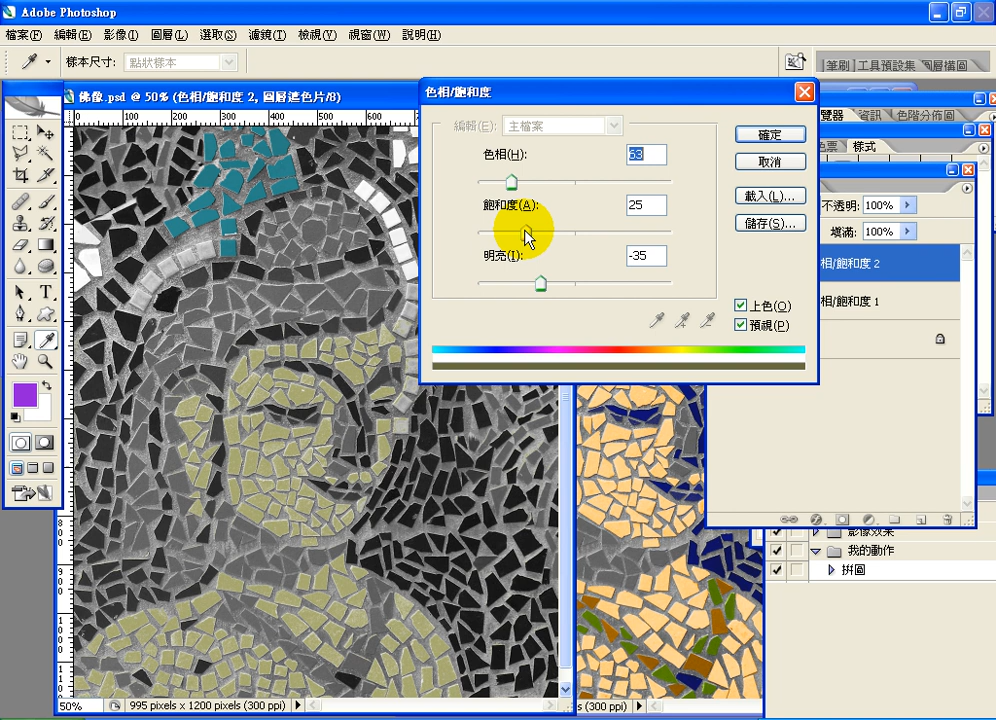 Adobe Photoshop
檔案(F) 編輯(E) 影像(I) 圖層(L) 選取(S) 濾鏡(T) 檢視(V) 視窗(W) 說明(H)
樣本尺寸: 點狀樣本
筆刷 工具預設集 圖層構圖
佛像.psd @ 50% (色相/飽和度 2, 圖層遮色片/8)
0 100 200 300 400 500 600
色相/飽和度
編輯(E): 主檔案
色相(H): 63
飽和度(A): 25
明亮(I): -35
確定
取消
載入(L)...
儲存(S)...
上色(O)
預視(P)
覽器 資訊 色階分佈圖
色票 樣式
不透明: 100%
填滿: 100%
相/飽和度 2
相/飽和度 1
影像效果
我的動作
拼圖
50% 995 pixels x 1200 pixels (300 ppi)
s (300 ppi)